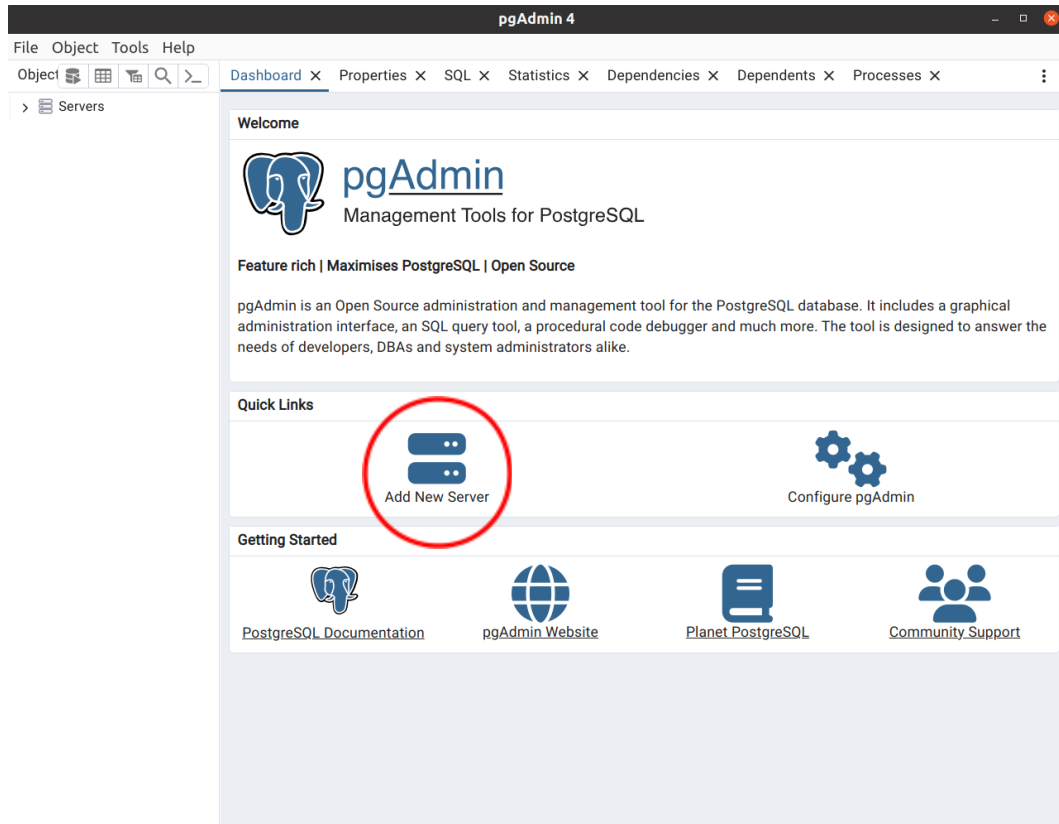 pgAdmin 4
File Object Tools Help
Object
Dashboard Properties SQL Statistics Dependencies Dependents Processes
Servers
Welcome
pgAdmin
Management Tools for PostgreSQL
Feature rich | Maximises PostgreSQL | Open Source
pgAdmin is an Open Source administration and management tool for the PostgreSQL database. It includes a graphical
administration interface, an SQL query tool, a procedural code debugger and much more. The tool is designed to answer the
needs of developers, DBAs and system administrators alike.
Quick Links
Add New Server
Configure pgAdmin
Getting Started
PostgreSQL Documentation
pgAdmin Website
Planet PostgreSQL
Community Support